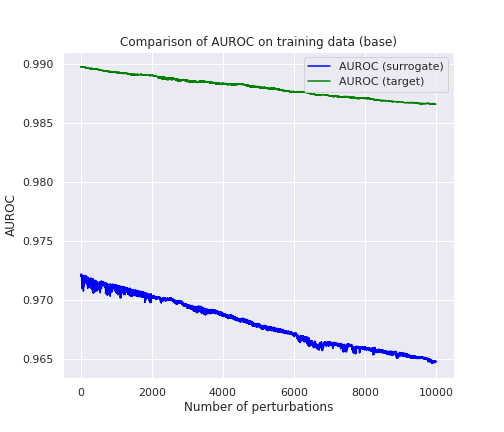 Comparison of AUROC on training data (base)
AUROC (surrogate)
AUROC (target)
0.990
0.985
0.980
0.975
0.970
0.965
AUROC
0 2000 4000 6000 8000 10000
Number of perturbations